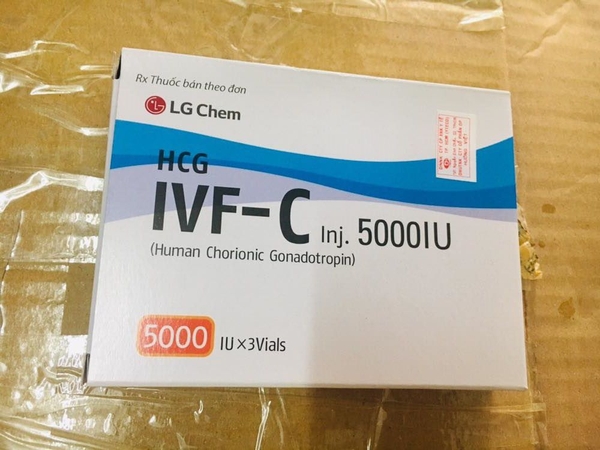 Rx Thuốc bán theo đơn
LG Chem
HCG
IVF-C Inj. 5000IU
(Human Chorionic Gonadotropin)
5000 IU×3Vials